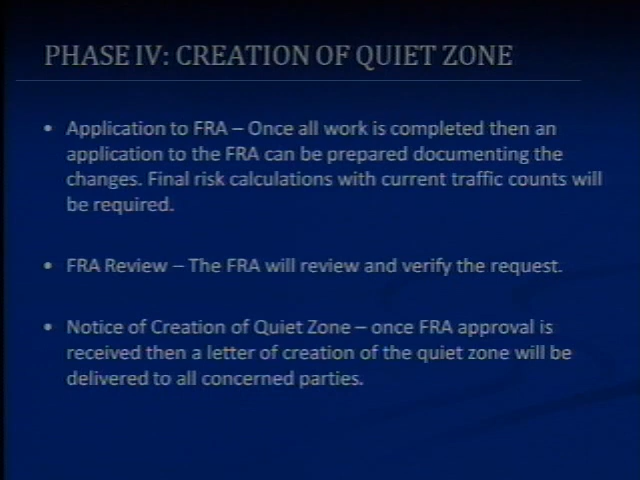 PHASE IV: CREATION OF QUIET ZONE
• Application to FRA – Once all work is completed then an
application to the FRA can be prepared documenting the
changes. Final risk calculations with current traffic counts will
be required.
• FRA Review – The FRA will review and verify the request.
• Notice of Creation of Quiet Zone – once FRA approval is
received then a letter of creation of the quiet zone will be
delivered to all concerned parties.